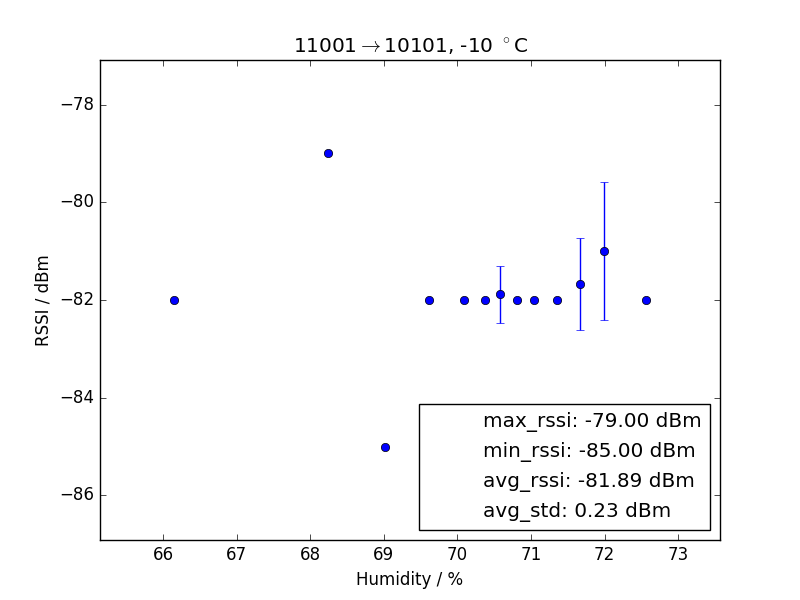 11001→10101, -10 °C
−78
−80
−82
−84
−86
RSSI / dBm
max_rssi: -79.00 dBm
min_rssi: -85.00 dBm
avg_rssi: -81.89 dBm
avg_std: 0.23 dBm
66 67 68 69 70 71 72 73
Humidity / %